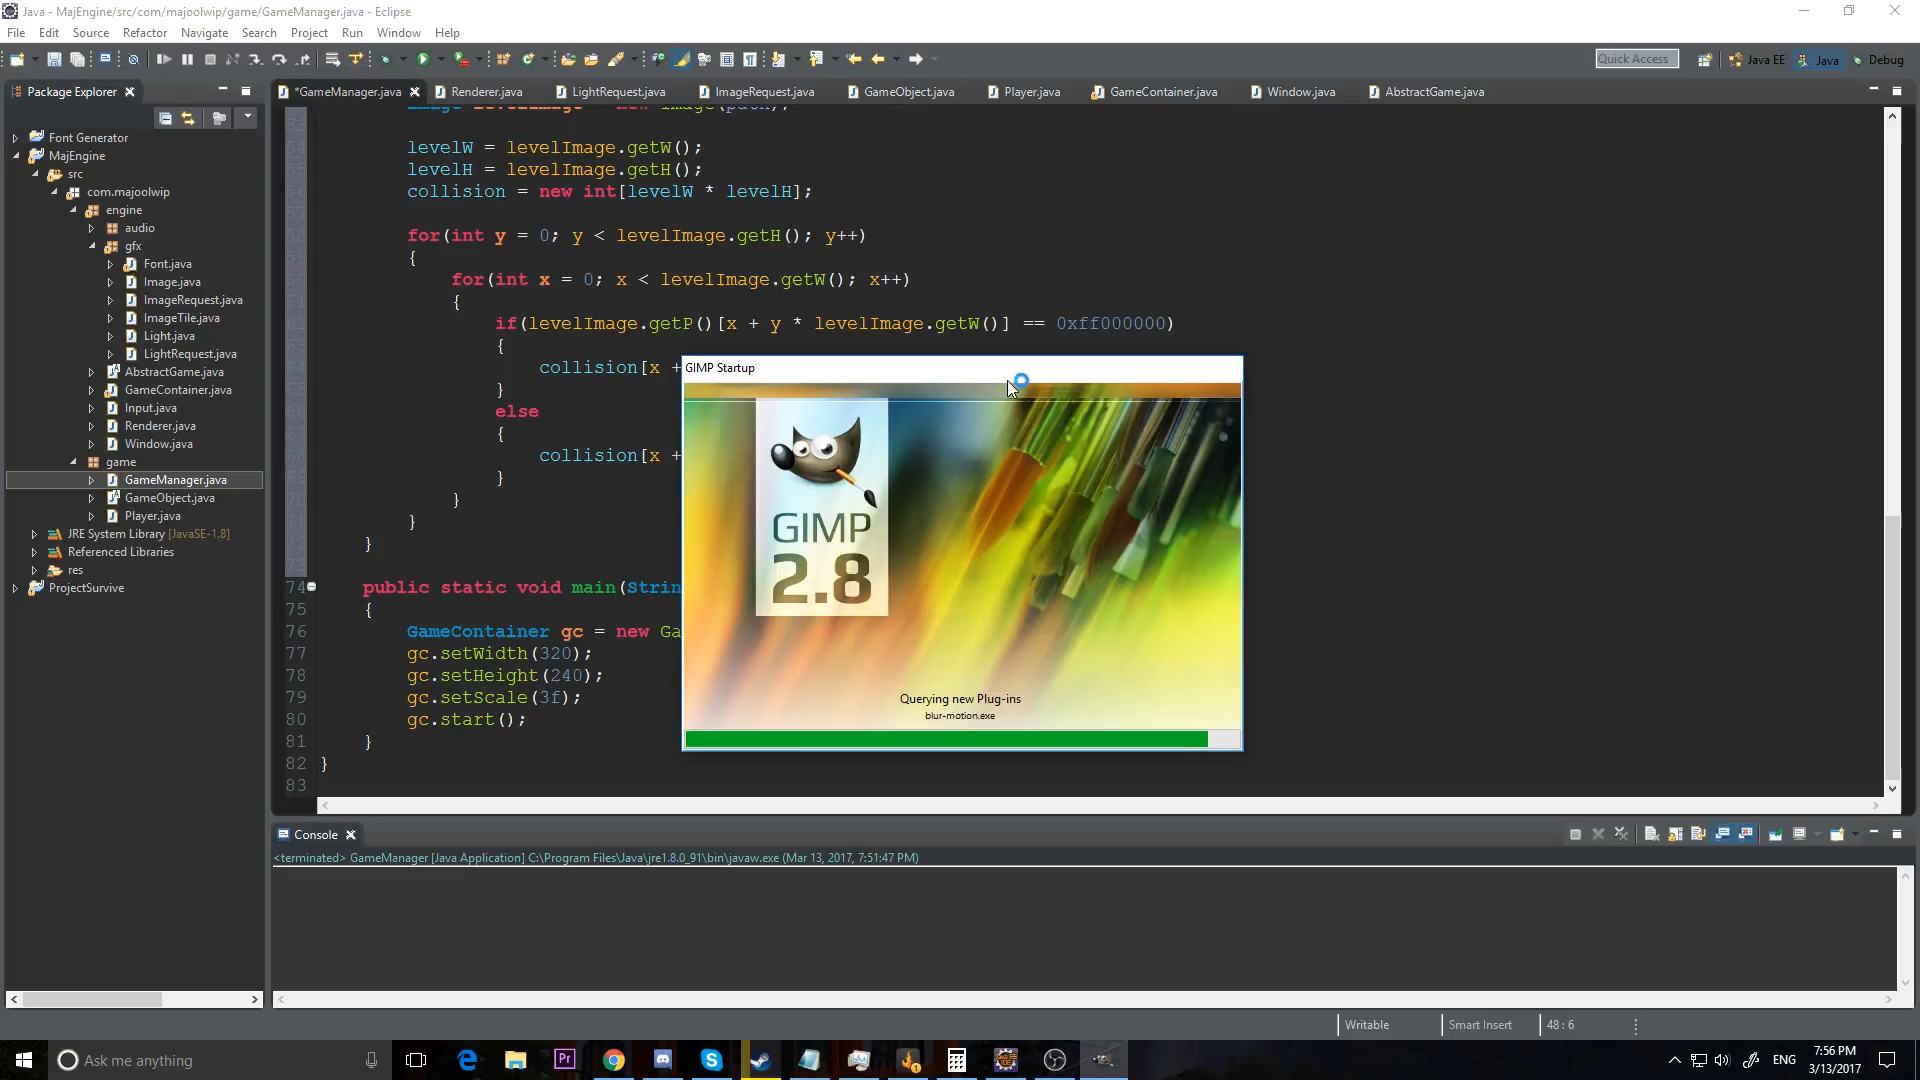 Java - MajEngine/src/com/majoolwip/game/GameManager.java - Eclipse
File Edit Source Refactor Navigate Search Project Run Window Help
Quick Access Java EE Java Debug
Package Explorer
*GameManager.java Renderer.java LightRequest.java ImageRequest.java GameObject.java Player.java GameContainer.java Window.java AbstractGame.java
Font Generator
MajEngine
src
com.majoolwip
engine
audio
gfx
Font.java
Image.java
ImageRequest.java
ImageTile.java
Light.java
LightRequest.java
AbstractGame.java
GameContainer.java
Input.java
Renderer.java
Window.java
game
GameManager.java
GameObject.java
Player.java
JRE System Library [JavaSE-1.8]
Referenced Libraries
res
ProjectSurvive
levelW = levelImage.getW();
levelH = levelImage.getH();
collision = new int[levelW * levelH];
for(int y = 0; y < levelImage.getH(); y++)
{
for(int x = 0; x < levelImage.getW(); x++)
{
if(levelImage.getP()[x + y * levelImage.getW()] == 0xff000000)
{
collision[x +
}
else
{
collision[x +
}
}
}
}
74 public static void main(Strin
75 {
76 GameContainer gc = new Ga
77 gc.setWidth(320);
78 gc.setHeight(240);
79 gc.setScale(3f);
80 gc.start();
81 }
82 }
83
GIMP Startup
GIMP
2.8
Querying new Plug-ins
blur-motion.exe
Console
<terminated> GameManager [Java Application] C:\Program Files\Java\jre1.8.0_91\bin\javaw.exe (Mar 13, 2017, 7:51:47 PM)
Writable Smart Insert 48 : 6
Ask me anything
ENG
7:56 PM
3/13/2017